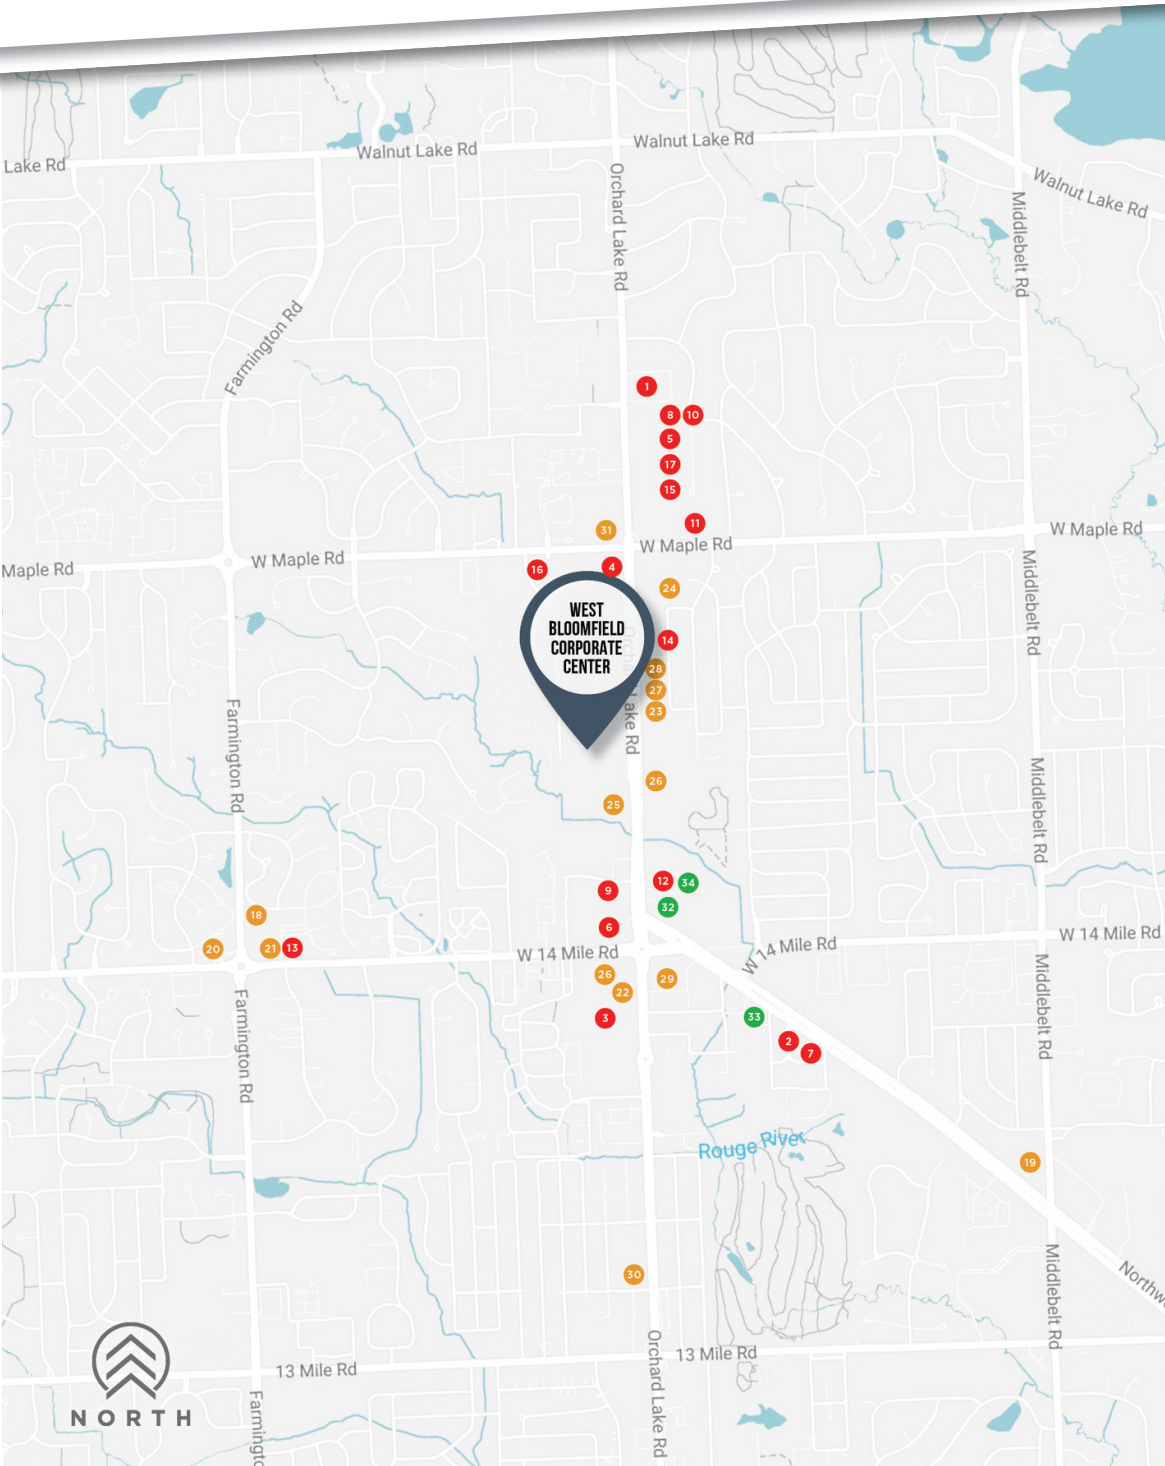 Walnut Lake Rd
Walnut Lake Rd
Lake Rd
Walnut Lake Rd
Orchard Lake Rd
Middlebelt Rd
Farmington Rd
1
8
10
5
17
15
11
31
W Maple Rd
W Maple Rd
W Maple Rd
Maple Rd
16
4
24
WEST
BLOOMFIELD
CORPORATE
CENTER
14
28
27
23
Lake Rd
Middlebelt Rd
Farmington Rd
26
25
Middlebelt Rd
12
34
9
32
6
18
20
21
13
W 14 Mile Rd
W 14 Mile Rd
W 14 Mile Rd
26
29
22
3
33
2
7
Middlebelt Rd
Farmington Rd
Rouge River
19
30
Middlebelt Rd
Northw
13 Mile Rd
13 Mile Rd
Orchard Lake Rd
Farmingto
NORTH